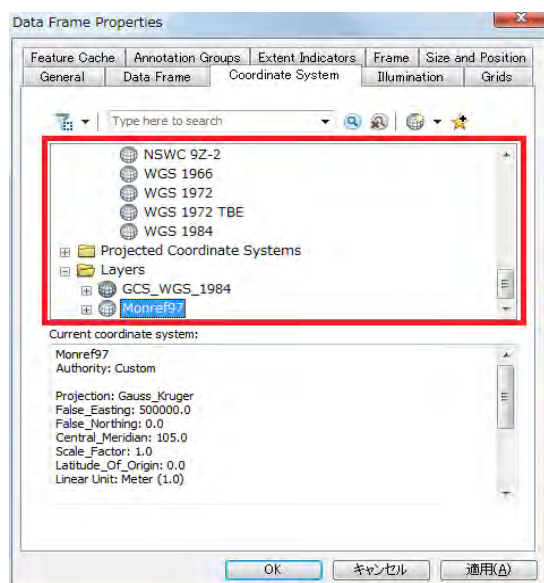 Data Frame Properties
Feature Cache Annotation Groups Extent Indicators Frame Size and Position
General Data Frame Coordinate System Illumination Grids
Type here to search
NSWC 9Z-2
WGS 1966
WGS 1972
WGS 1972 TBE
WGS 1984
Projected Coordinate Systems
Layers
GCS_WGS_1984
Monref97
Current coordinate system:
Monref97
Authority: Custom
Projection: Gauss_Kruger
False_Easting: 500000.0
False_Northing: 0.0
Central_Meridian: 105.0
Scale_Factor: 1.0
Latitude_Of_Origin: 0.0
Linear Unit: Meter (1.0)
OK キャンセル 適用(A)